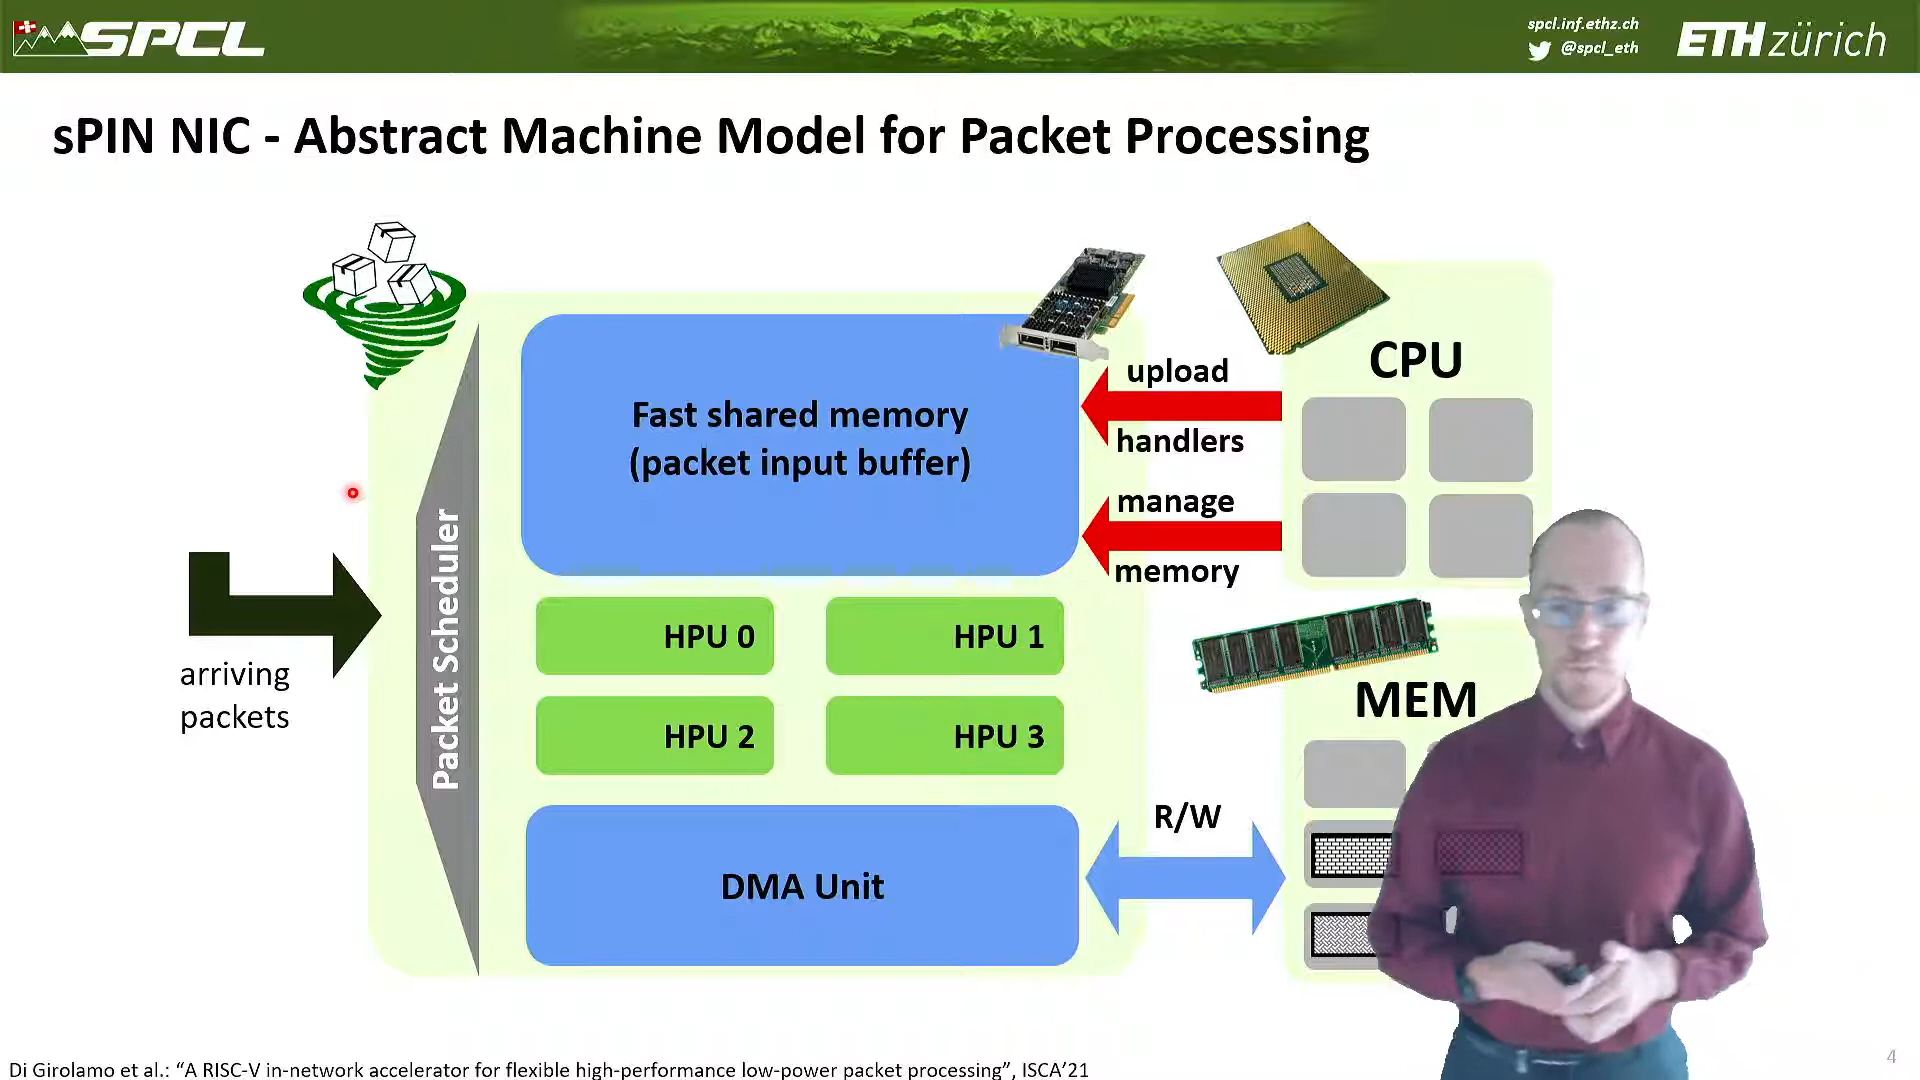 SPCL
spcl.inf.ethz.ch
@spcl_eth
ETH zürich
sPIN NIC - Abstract Machine Model for Packet Processing
Packet Scheduler
arriving
packets
Fast shared memory
(packet input buffer)
HPU 0
HPU 1
HPU 2
HPU 3
DMA Unit
upload
handlers
manage
memory
R/W
CPU
MEM
Di Girolamo et al.: “A RISC-V in-network accelerator for flexible high-performance low-power packet processing”, ISCA’21
4